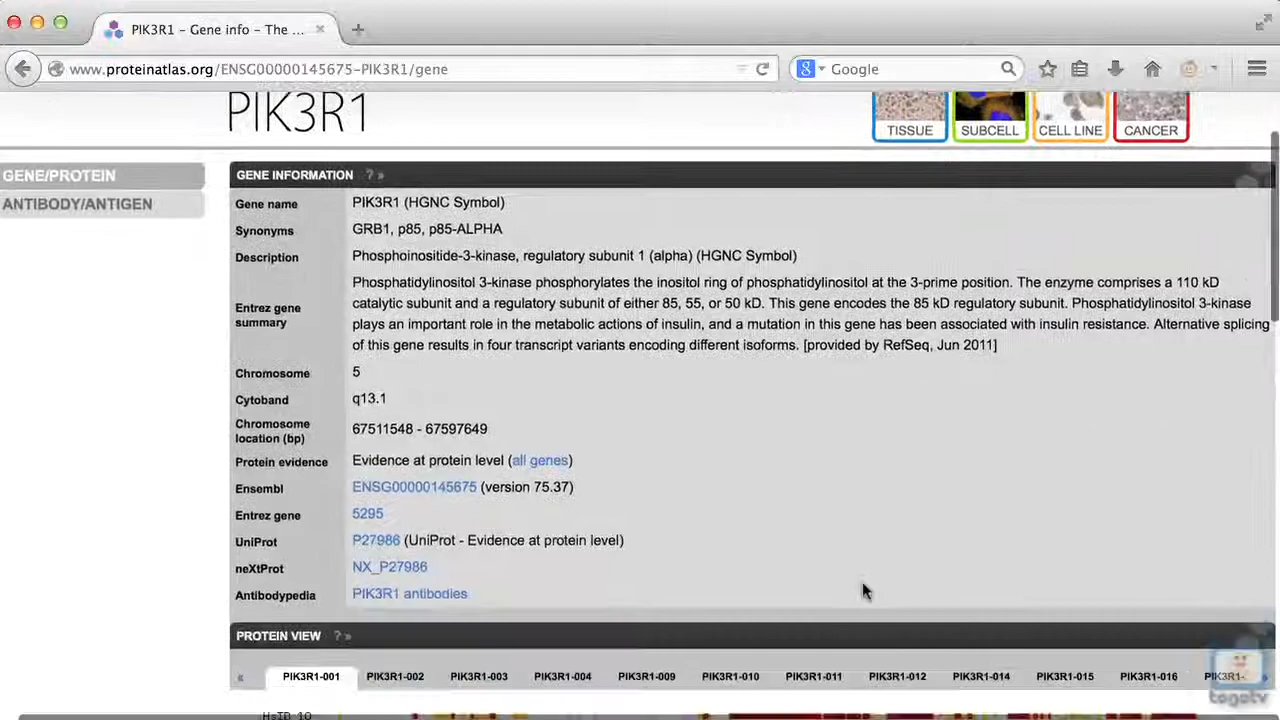 PIK3R1 - Gene info - The ...
www.proteinatlas.org/ENSG00000145675-PIK3R1/gene
Google
PIK3R1
TISSUE SUBCELL CELL LINE CANCER
GENE/PROTEIN
ANTIBODY/ANTIGEN
GENE INFORMATION ? »
Gene name PIK3R1 (HGNC Symbol)
Synonyms GRB1, p85, p85-ALPHA
Description Phosphoinositide-3-kinase, regulatory subunit 1 (alpha) (HGNC Symbol)
Entrez gene summary
Phosphatidylinositol 3-kinase phosphorylates the inositol ring of phosphatidylinositol at the 3-prime position. The enzyme comprises a 110 kD
catalytic subunit and a regulatory subunit of either 85, 55, or 50 kD. This gene encodes the 85 kD regulatory subunit. Phosphatidylinositol 3-kinase
plays an important role in the metabolic actions of insulin, and a mutation in this gene has been associated with insulin resistance. Alternative splicing
of this gene results in four transcript variants encoding different isoforms. [provided by RefSeq, Jun 2011]
Chromosome 5
Cytoband q13.1
Chromosome location (bp) 67511548 - 67597649
Protein evidence Evidence at protein level (all genes)
Ensembl ENSG00000145675 (version 75.37)
Entrez gene 5295
UniProt P27986 (UniProt - Evidence at protein level)
neXtProt NX_P27986
Antibodypedia PIK3R1 antibodies
PROTEIN VIEW ? »
« PIK3R1-001 PIK3R1-002 PIK3R1-003 PIK3R1-004 PIK3R1-009 PIK3R1-010 PIK3R1-011 PIK3R1-012 PIK3R1-014 PIK3R1-015 PIK3R1-016 PIK3R1-
HsID 10
togotv